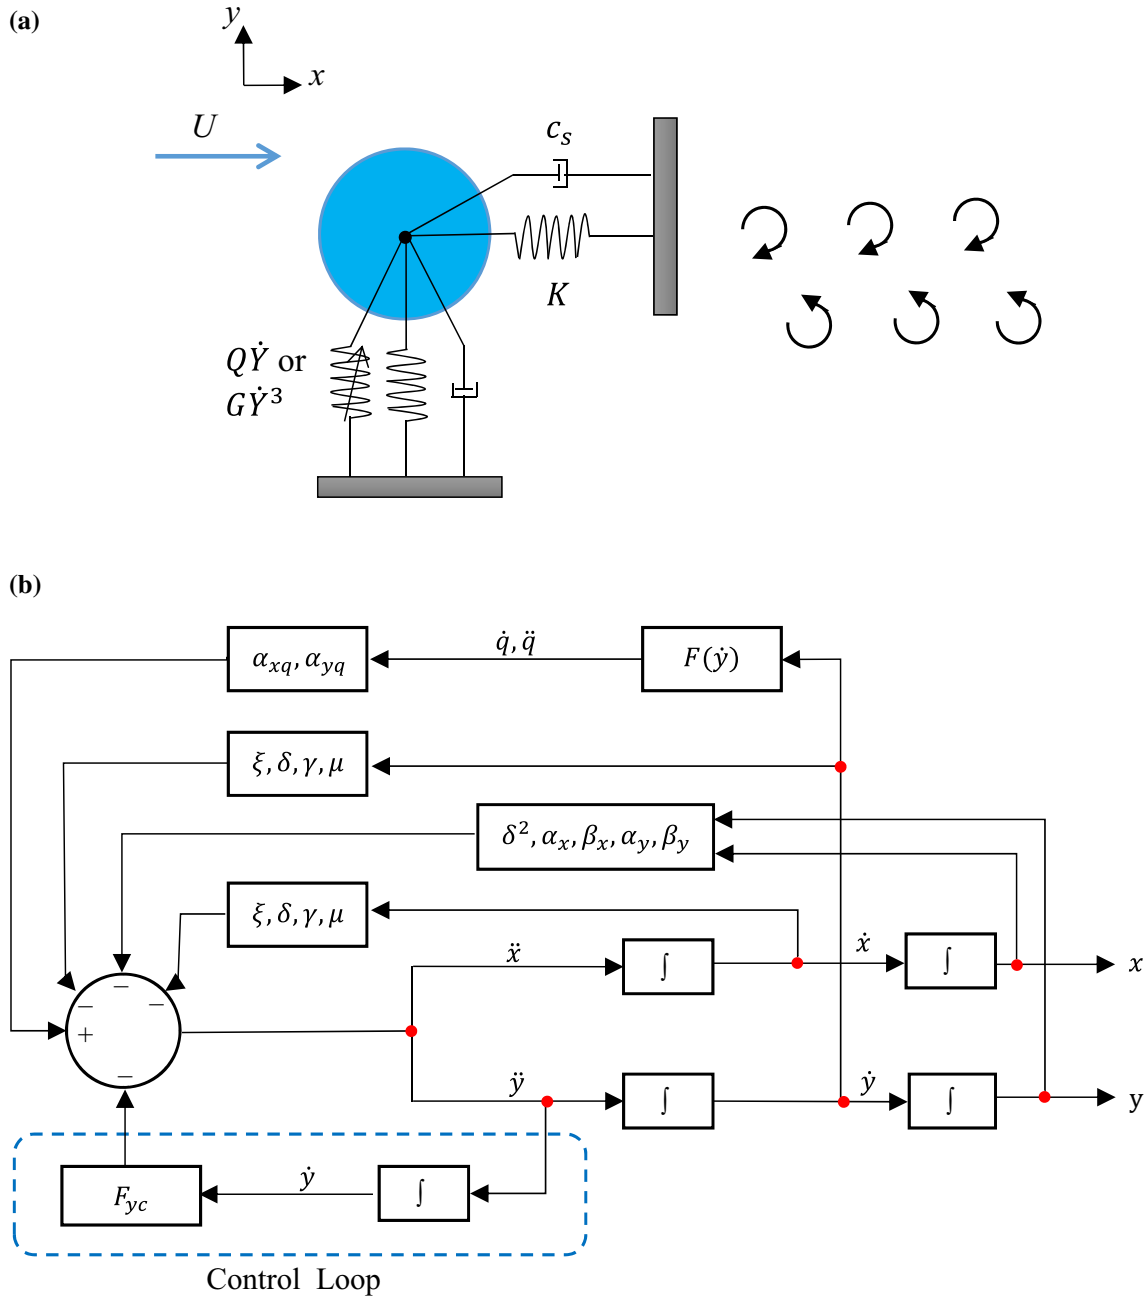 (a)
y
x
U
c_s
K
QẎ or
GẎ³
(b)
α_xq, α_yq
q̇, q̈
F(ẏ)
ξ, δ, γ, μ
δ², α_x, β_x, α_y, β_y
ξ, δ, γ, μ
ẍ
∫
ẋ
∫
x
− − −
+
−
ÿ
∫
ẏ
∫
y
F_yc
ẏ
∫
Control Loop